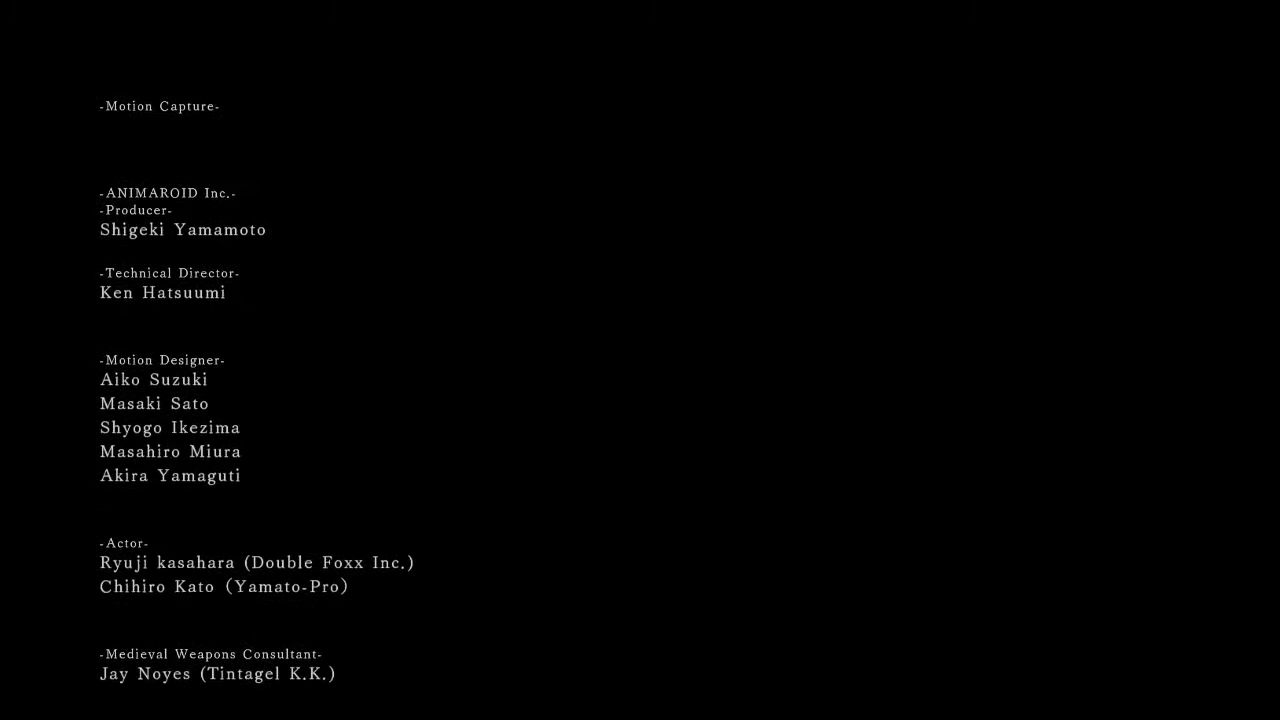 -Motion Capture-
-ANIMAROID Inc.-
-Producer-
Shigeki Yamamoto
-Technical Director-
Ken Hatsuumi
-Motion Designer-
Aiko Suzuki
Masaki Sato
Shyogo Ikezima
Masahiro Miura
Akira Yamaguti
-Actor-
Ryuji kasahara (Double Foxx Inc.)
Chihiro Kato（Yamato-Pro）
-Medieval Weapons Consultant-
Jay Noyes (Tintagel K.K.)